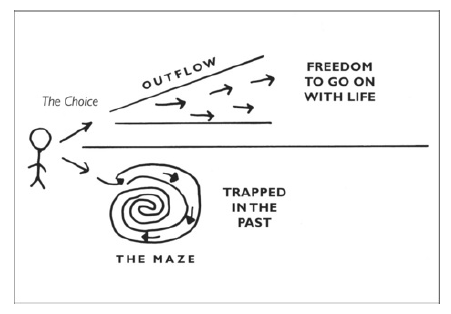 OUTFLOW
FREEDOM
TO GO ON
WITH LIFE
The Choice
TRAPPED
IN THE
PAST
THE MAZE